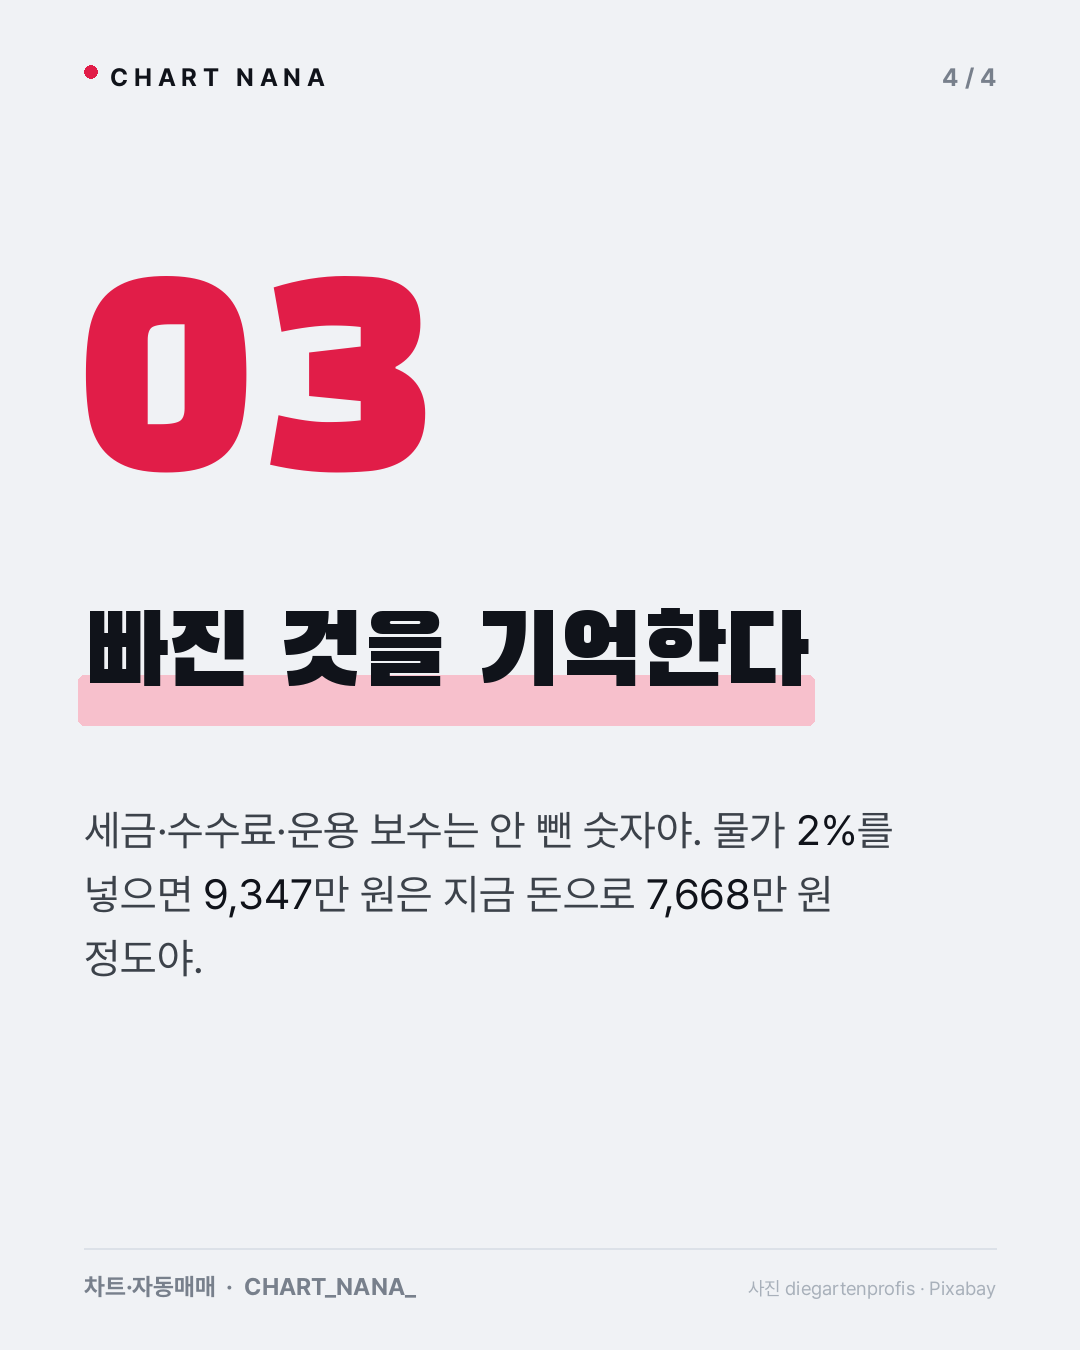 CHART NANA
4 / 4
03
빠진 것을 기억한다
세금·수수료·운용 보수는 안 뺀 숫자야. 물가 2%를
넣으면 9,347만 원은 지금 돈으로 7,668만 원
정도야.
차트·자동매매 · CHART_NANA_
사진 diegartenprofis · Pixabay